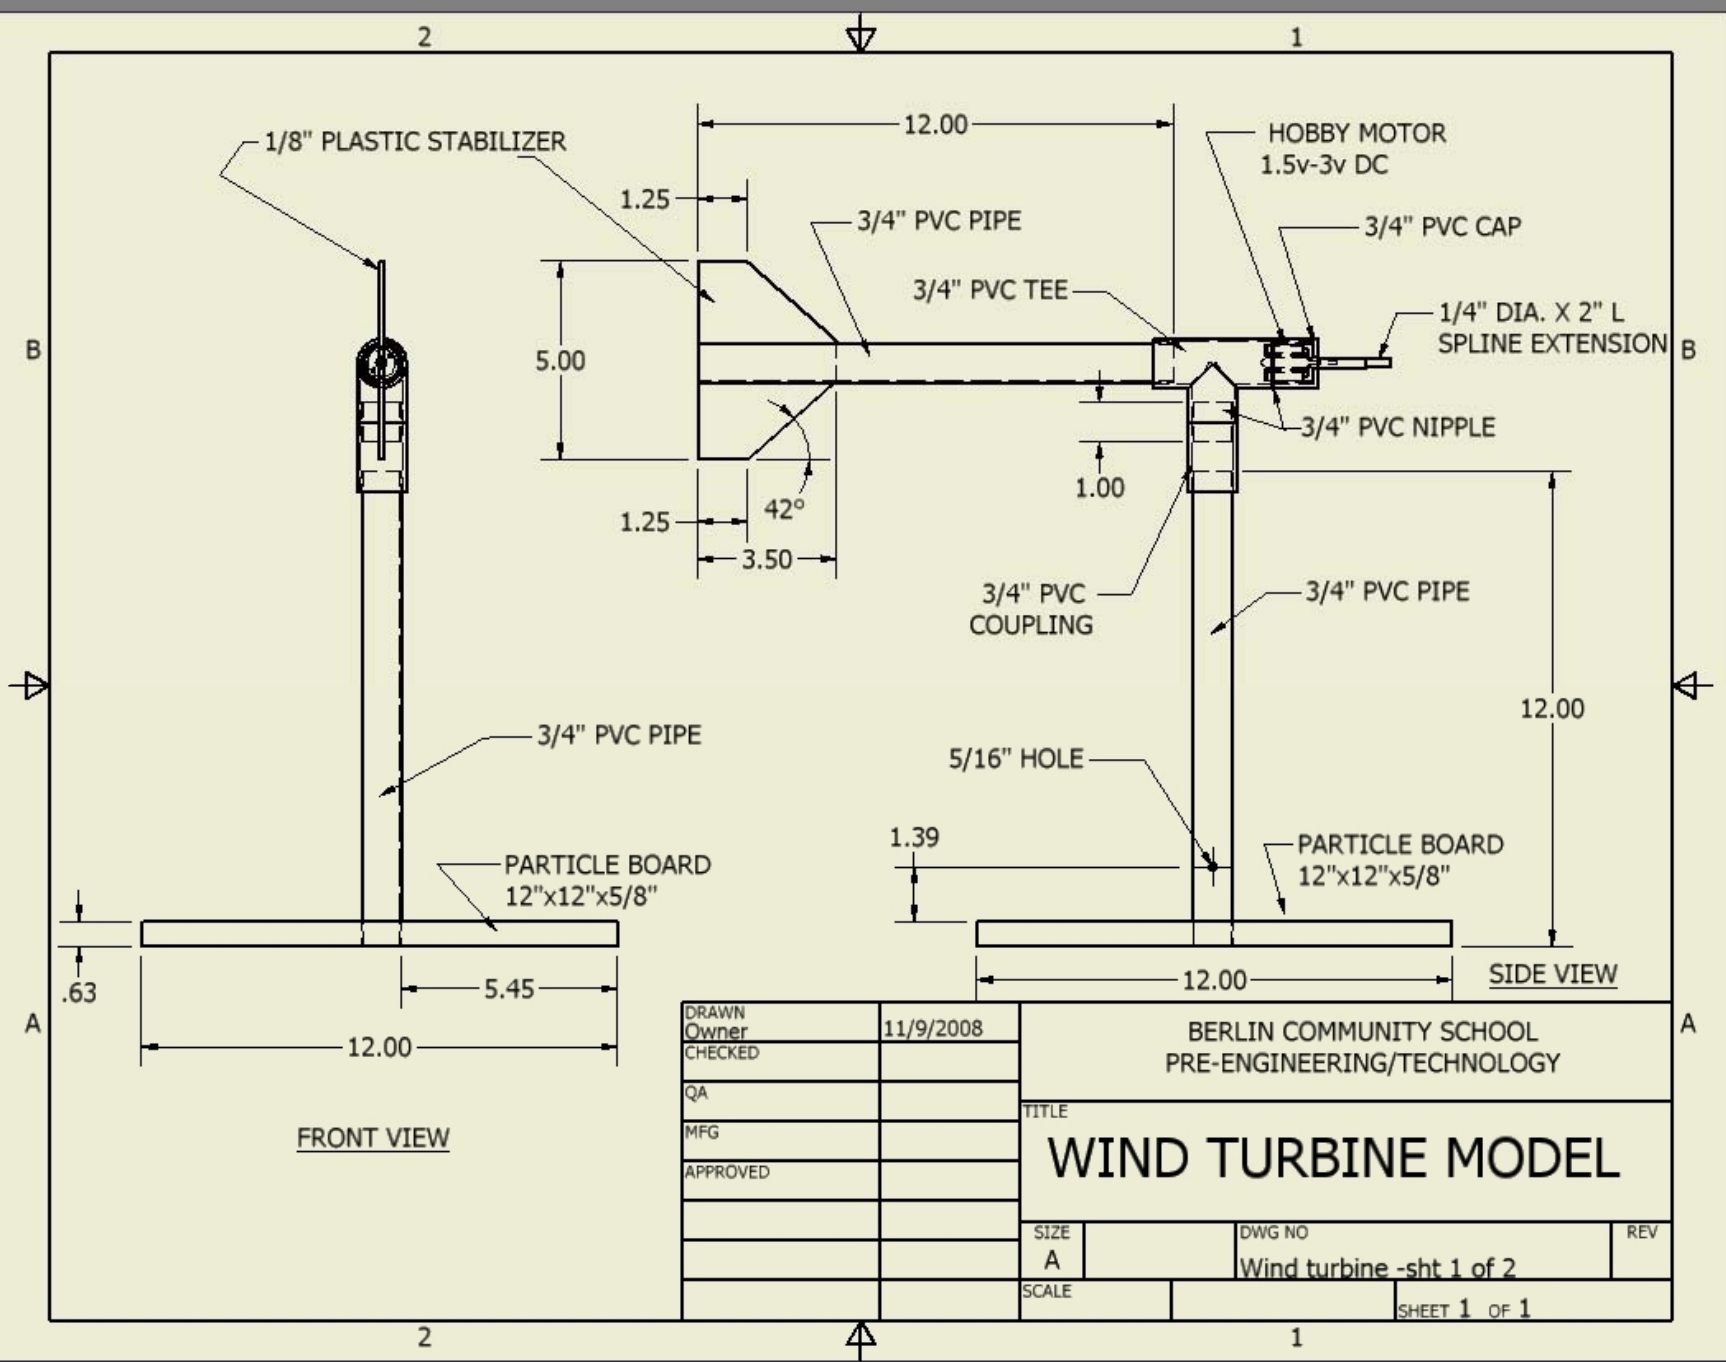 2
1
12.00
1/8" PLASTIC STABILIZER
HOBBY MOTOR
1.5v-3v DC
1.25
3/4" PVC PIPE
3/4" PVC CAP
3/4" PVC TEE
1/4" DIA. X 2" L
SPLINE EXTENSION
B
B
5.00
3/4" PVC NIPPLE
1.00
42°
1.25
3.50
3/4" PVC
COUPLING
3/4" PVC PIPE
12.00
3/4" PVC PIPE
5/16" HOLE
1.39
PARTICLE BOARD
12"x12"x5/8"
PARTICLE BOARD
12"x12"x5/8"
.63
5.45
12.00
SIDE VIEW
12.00
A
A
FRONT VIEW
DRAWN
Owner
11/9/2008
CHECKED
QA
MFG
APPROVED
BERLIN COMMUNITY SCHOOL
PRE-ENGINEERING/TECHNOLOGY
TITLE
WIND TURBINE MODEL
SIZE
A
DWG NO
Wind turbine -sht 1 of 2
REV
SCALE
SHEET 1 OF 1
2
1